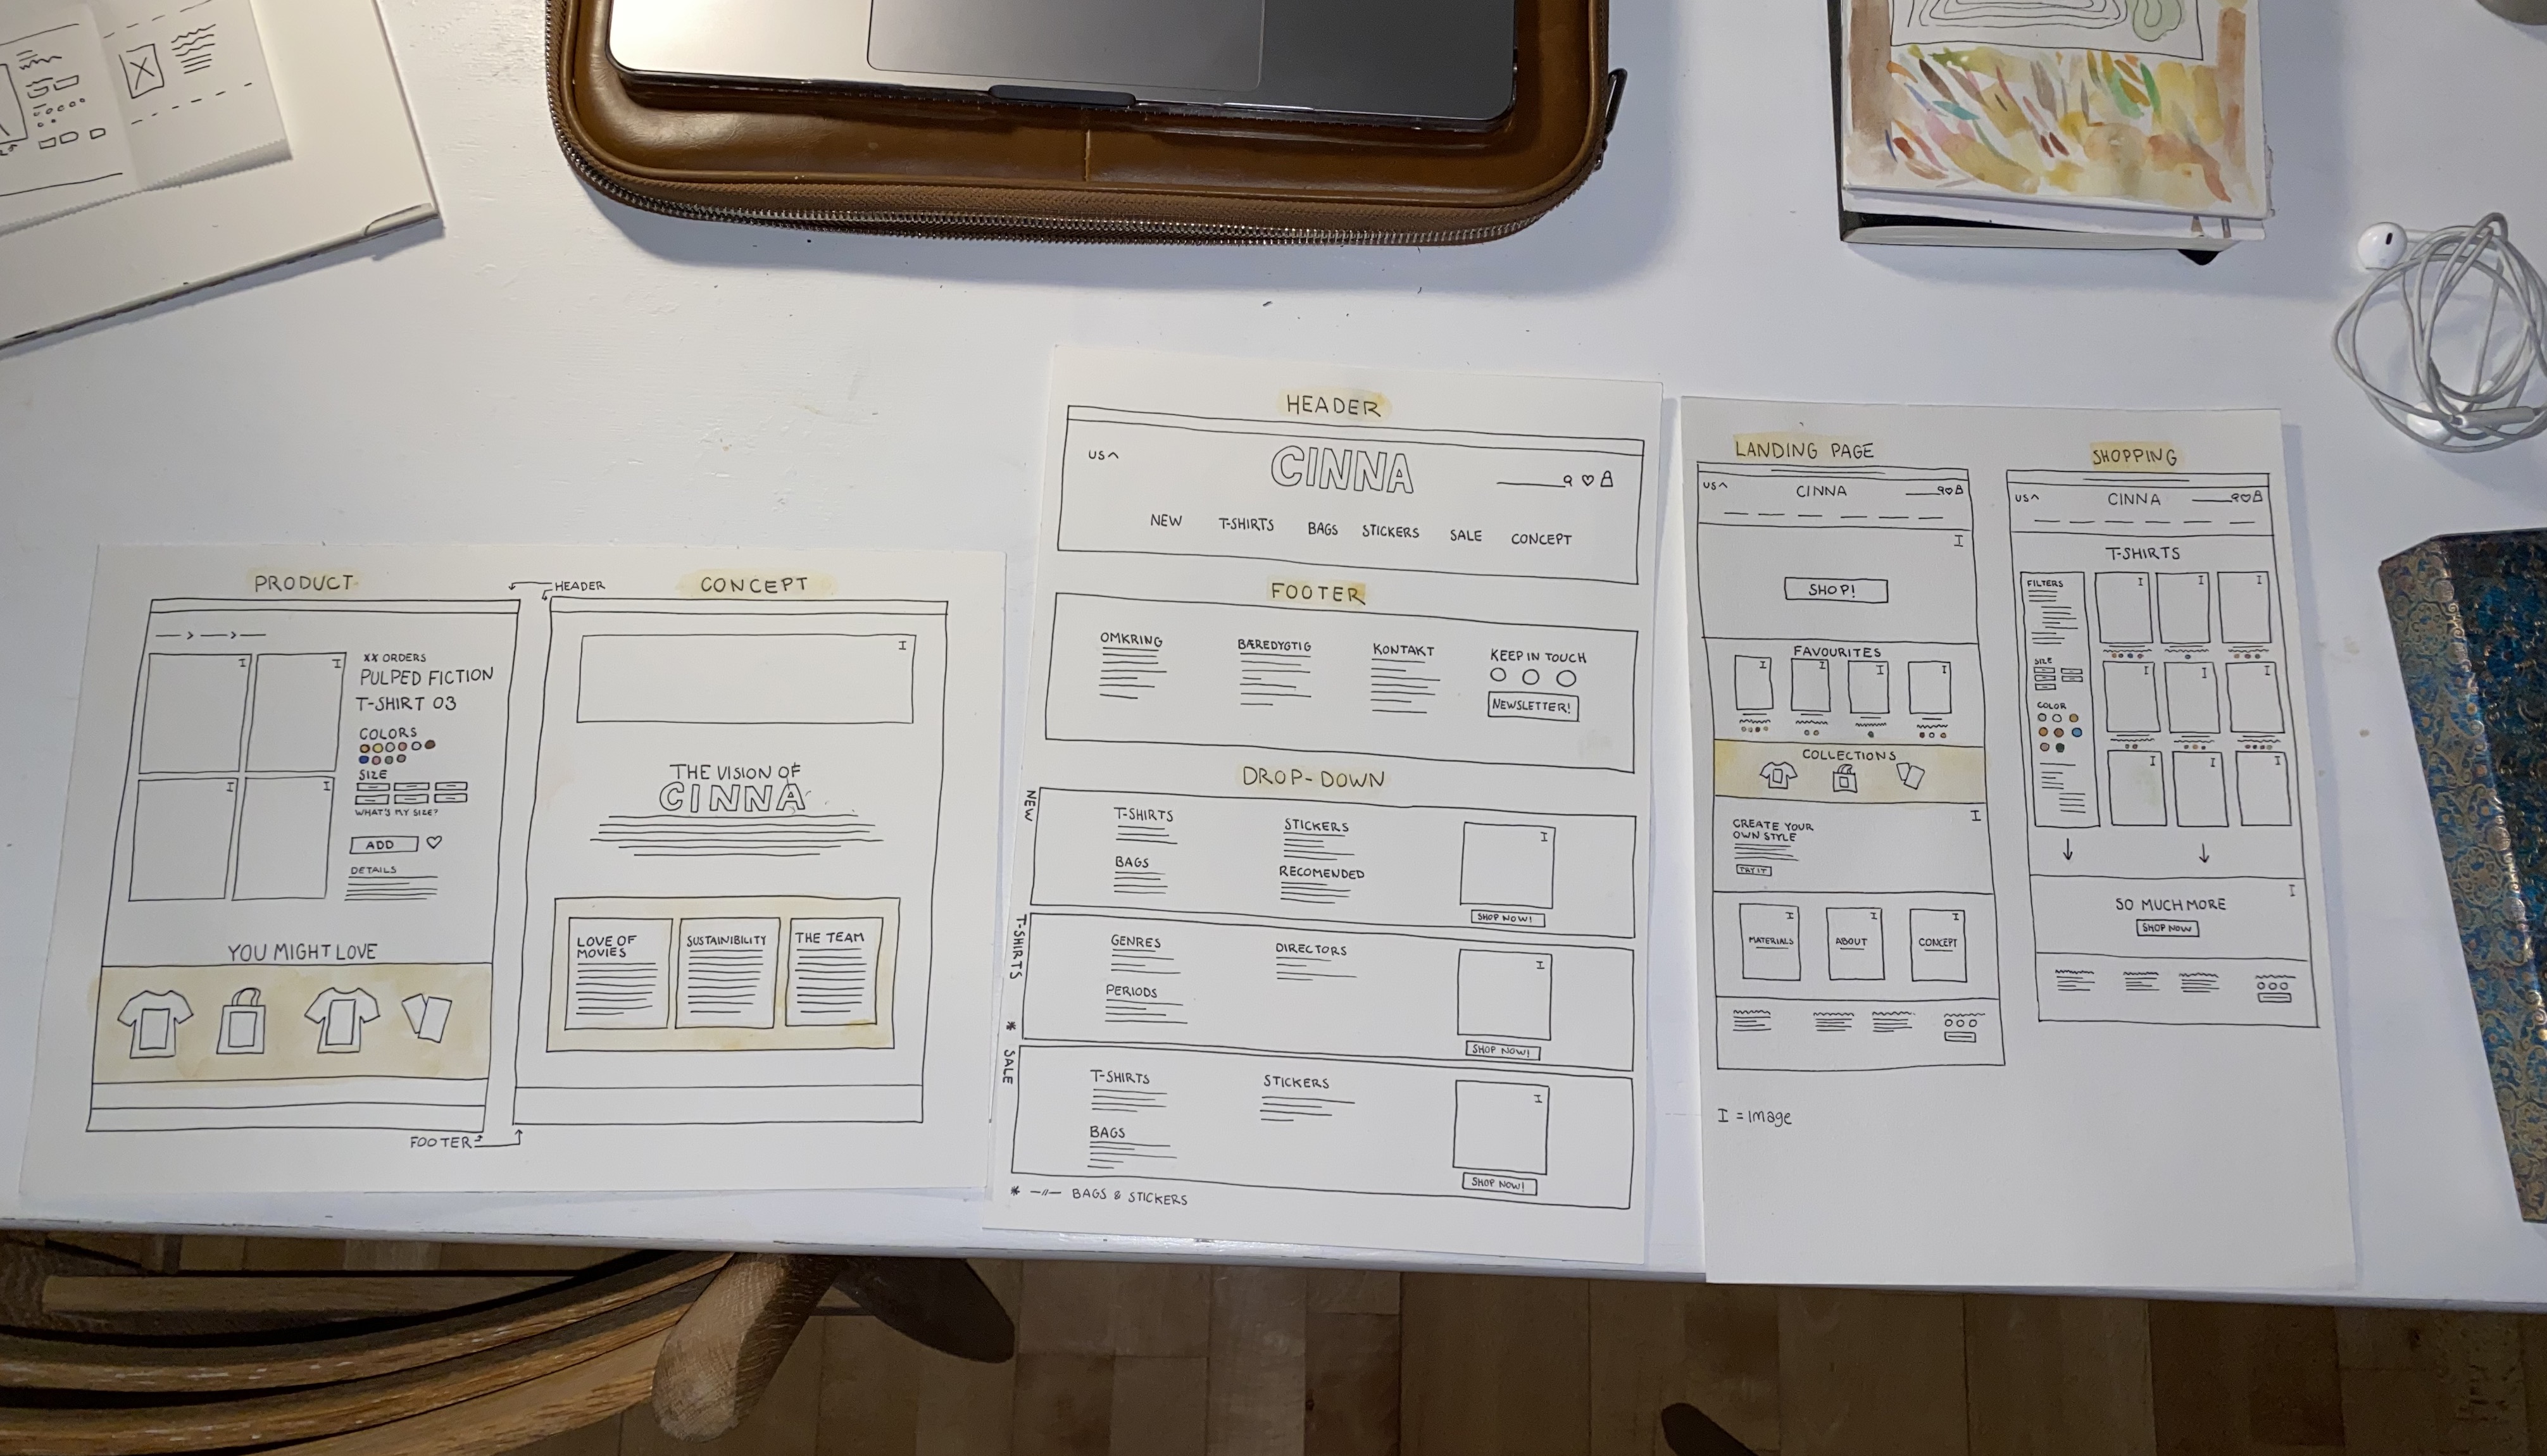 PRODUCT
HEADER
CONCEPT
XX ORDERS
PULPED FICTION
T-SHIRT 03
COLORS
SIZE
WHAT'S MY SIZE?
ADD
DETAILS
YOU MIGHT LOVE
FOOTER
I
I
I
I
I
THE VISION OF
CINNA
LOVE OF
MOVIES
SUSTAINIBILITY
THE TEAM
HEADER
US
CINNA
NEW T-SHIRTS BAGS STICKERS SALE CONCEPT
FOOTER
OMKRING
BÆREDYGTIG
KONTAKT
KEEP IN TOUCH
NEWSLETTER!
DROP-DOWN
NEW
T-SHIRTS
STICKERS
BAGS
RECOMENDED
I
SHOP NOW!
T-SHIRTS
GENRES
DIRECTORS
PERIODS
I
SHOP NOW!
* SALE
T-SHIRTS
STICKERS
BAGS
I
SHOP NOW!
* —"— BAGS & STICKERS
LANDING PAGE
US
CINNA
I
SHOP!
FAVOURITES
I I I I
COLLECTIONS
I
CREATE YOUR
OWN STYLE
TRY IT
I I I
MATERIALS
ABOUT
CONCEPT
I = Image
SHOPPING
US
CINNA
T-SHIRTS
FILTERS
SIZE
COLOR
I I I
I I I
I I I
I
SO MUCH MORE
SHOP NOW